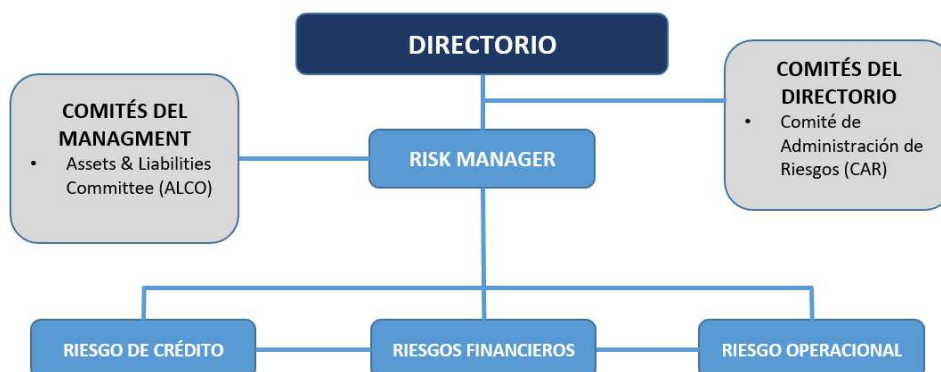 DIRECTORIO
COMITÉS DEL
MANAGMENT
• Assets & Liabilities
Committee (ALCO)
COMITÉS DEL
DIRECTORIO
• Comité de
Administración de
Riesgos (CAR)
RISK MANAGER
RIESGO DE CRÉDITO
RIESGOS FINANCIEROS
RIESGO OPERACIONAL